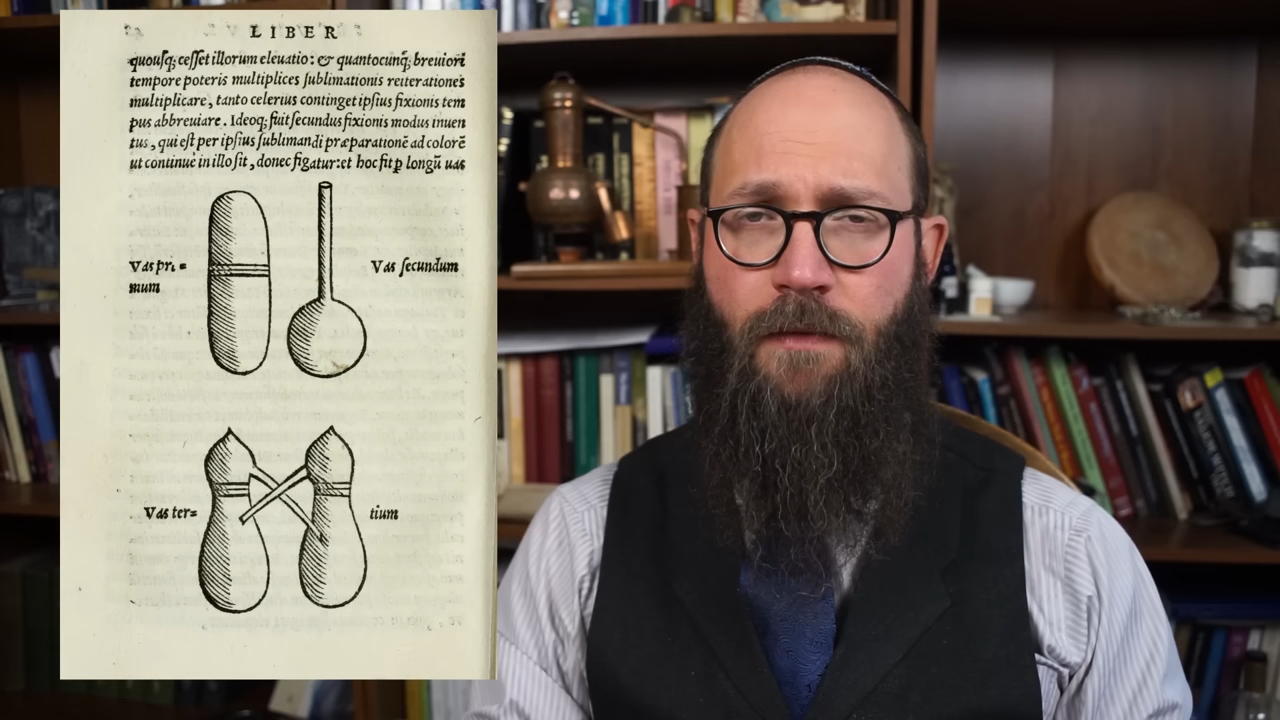 LIBER
quouſq; ceſſet illorum eleuatio: & quantocunq; breuiori
tempore poteris multiplices ſublimationis reiterationes
multiplicare, tanto celerius continget ipſius fixionis tem
pus abbreuiare. Ideoq; fuit ſecundus fixionis modus inuen
tus, qui eſt per ipſius ſublimandi præparationē ad colorē
ut continuè in illo ſit, donec figatur: et hoc fit ꝑ longū uas
Vas pri=
mum
Vas ſecundum
Vas ter=
tium